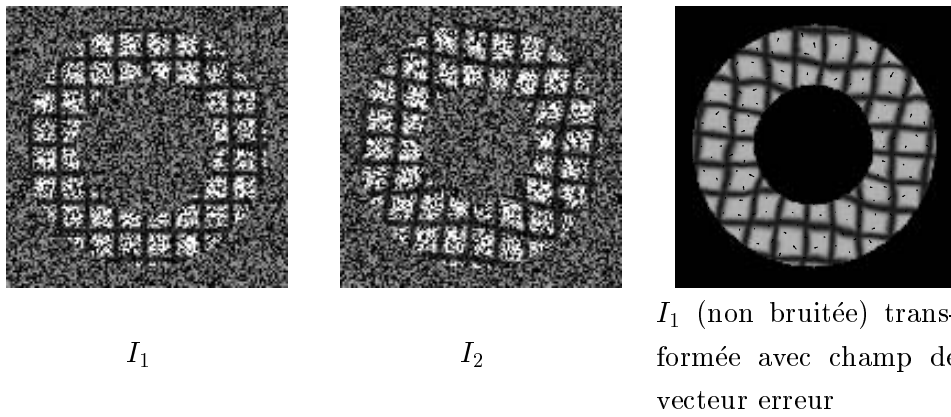 I₁
I₂
I₁ (non bruitée) trans-
formée avec champ de
vecteur erreur